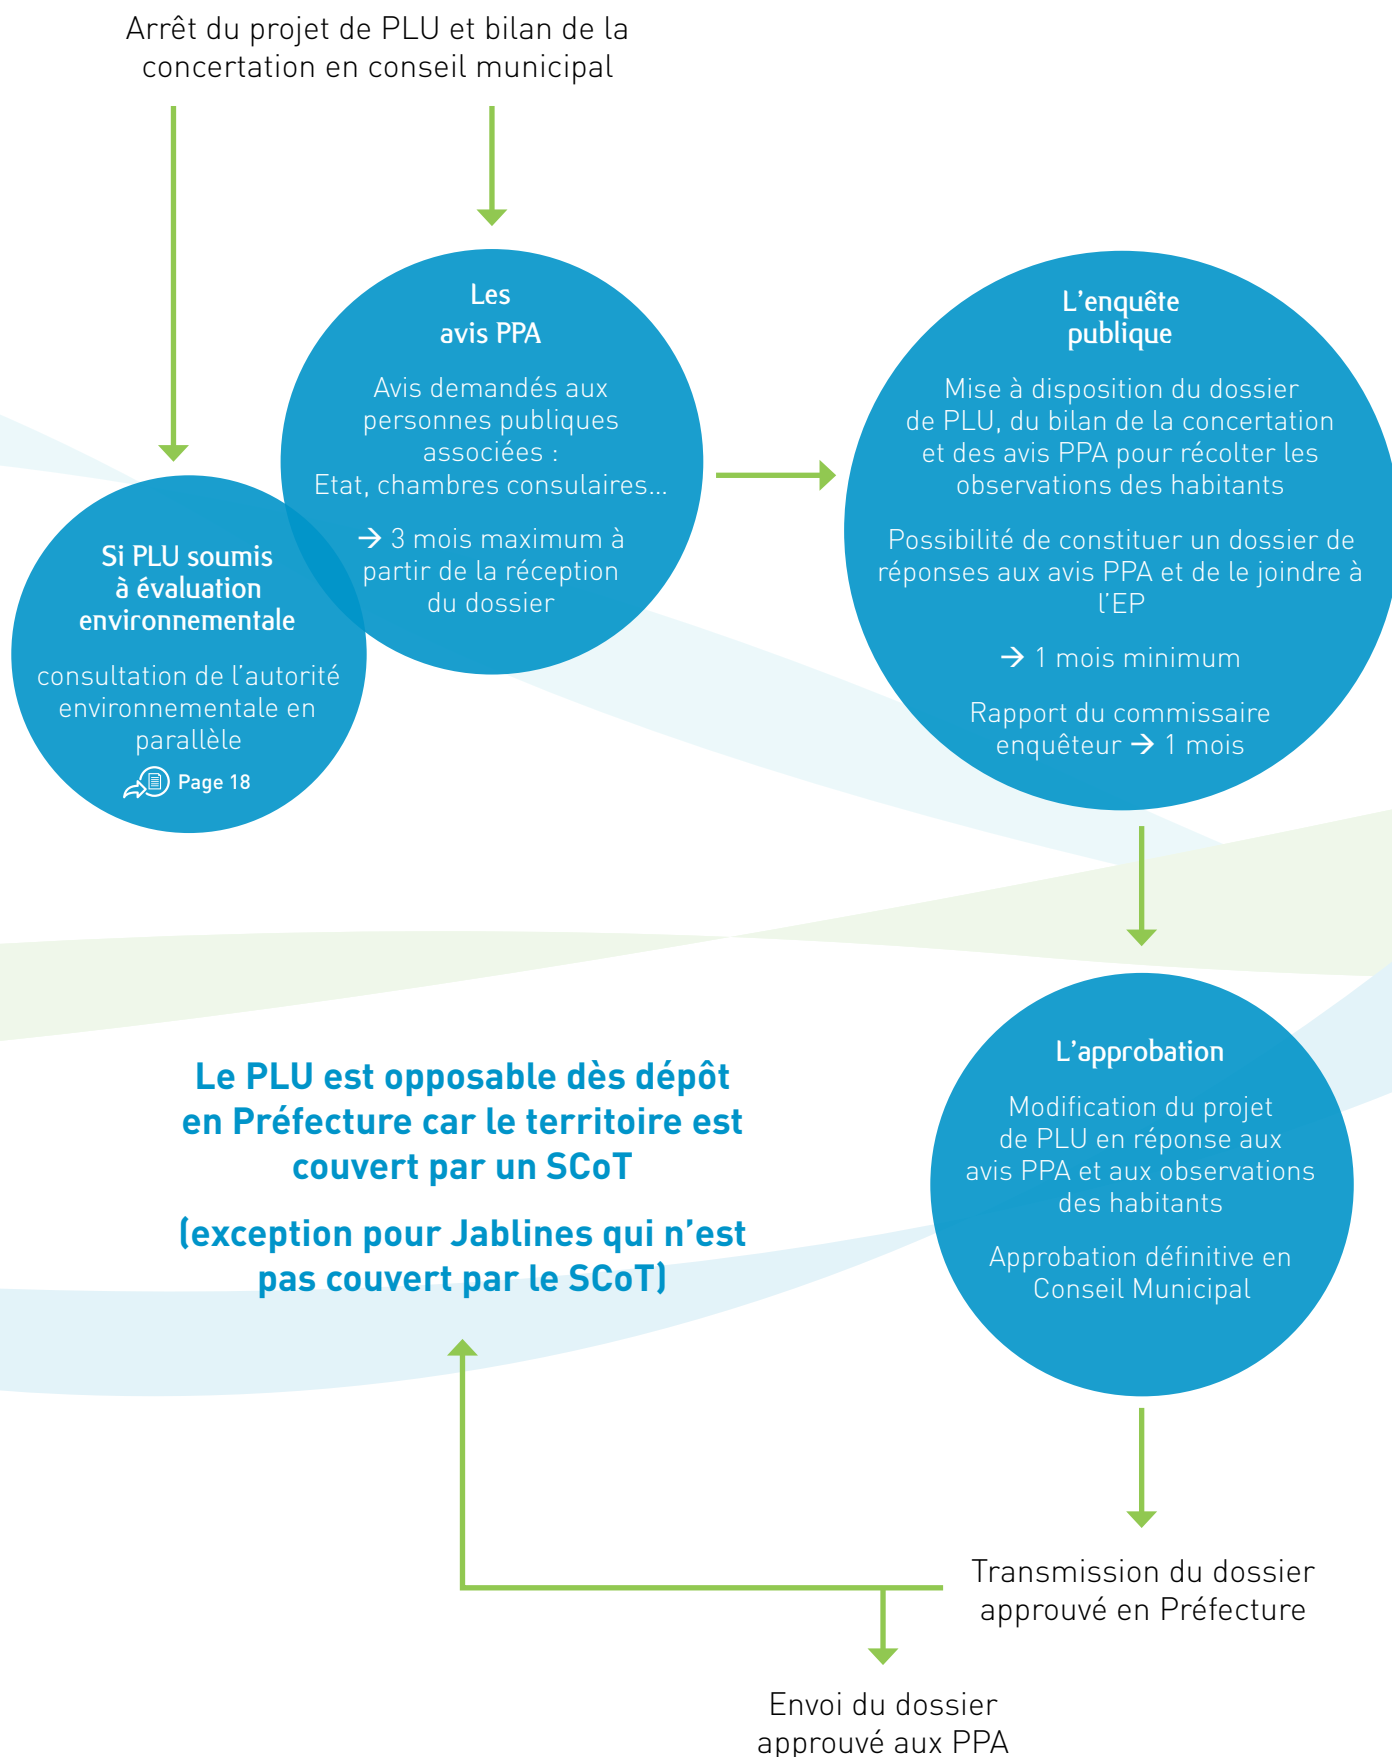 Arrêt du projet de PLU et bilan de la
concertation en conseil municipal
Les
avis PPA
Avis demandés aux
personnes publiques
associées :
Etat, chambres consulaires...
→ 3 mois maximum à
partir de la réception
du dossier
Si PLU soumis
à évaluation
environnementale
consultation de l'autorité
environnementale en
parallèle
Page 18
L'enquête
publique
Mise à disposition du dossier
de PLU, du bilan de la concertation
et des avis PPA pour récolter les
observations des habitants
Possibilité de constituer un dossier de
réponses aux avis PPA et de le joindre à
l'EP
→ 1 mois minimum
Rapport du commissaire
enquêteur → 1 mois
L'approbation
Modification du projet
de PLU en réponse aux
avis PPA et aux observations
des habitants
Approbation définitive en
Conseil Municipal
Transmission du dossier
approuvé en Préfecture
Le PLU est opposable dès dépôt
en Préfecture car le territoire est
couvert par un SCoT
(exception pour Jablines qui n'est
pas couvert par le SCoT)
Envoi du dossier
approuvé aux PPA